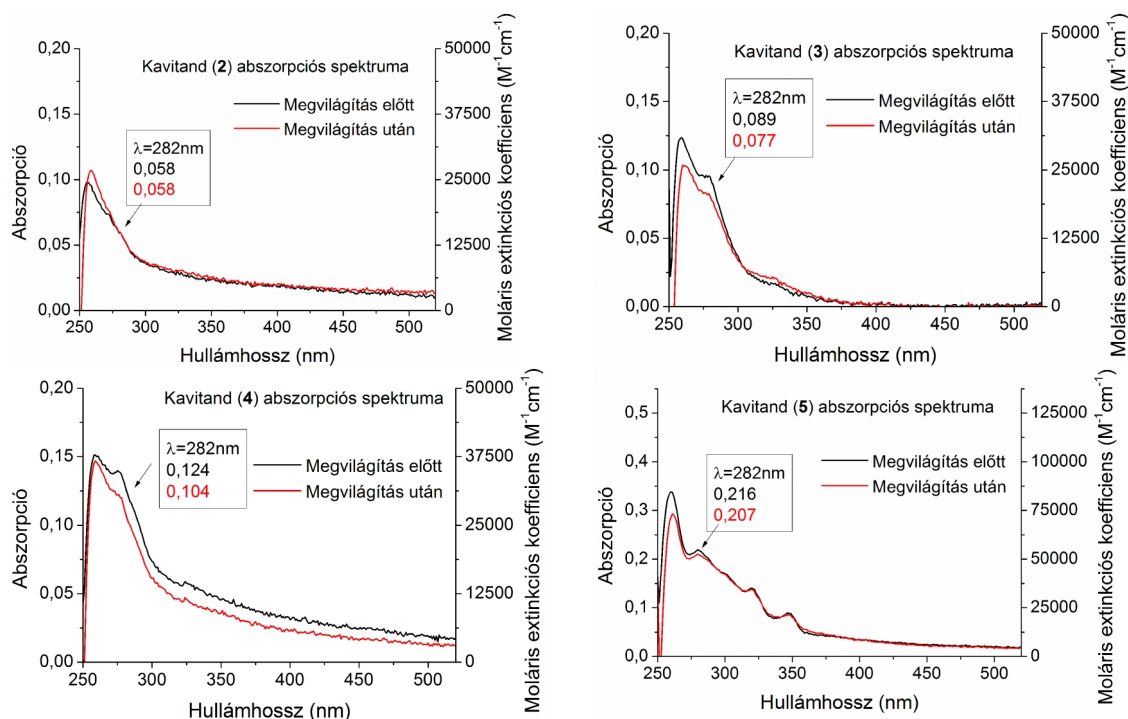 Kavitand (2) abszorpciós spektruma
Megvilágítás előtt
Megvilágítás után
λ=282nm
0,058
0,058
0,20
0,15
0,10
0,05
0,00
Abszorpció
50000
37500
25000
12500
0
Moláris extinkciós koefficiens (M⁻¹cm⁻¹)
250 300 350 400 450 500
Hullámhossz (nm)
Kavitand (3) abszorpciós spektruma
Megvilágítás előtt
Megvilágítás után
λ=282nm
0,089
0,077
0,20
0,15
0,10
0,05
0,00
Abszorpció
50000
37500
25000
12500
0
Moláris extinkciós koefficiens (M⁻¹cm⁻¹)
250 300 350 400 450 500
Hullámhossz (nm)
Kavitand (4) abszorpciós spektruma
Megvilágítás előtt
Megvilágítás után
λ=282nm
0,124
0,104
0,20
0,15
0,10
0,05
0,00
Abszorpció
50000
37500
25000
12500
0
Moláris extinkciós koefficiens (M⁻¹cm⁻¹)
250 300 350 400 450 500
Hullámhossz (nm)
Kavitand (5) abszorpciós spektruma
Megvilágítás előtt
Megvilágítás után
λ=282nm
0,216
0,207
0,5
0,4
0,3
0,2
0,1
0,0
Abszorpció
125000
100000
75000
50000
25000
0
Moláris extinkciós koefficiens (M⁻¹cm⁻¹)
250 300 350 400 450 500
Hullámhossz (nm)